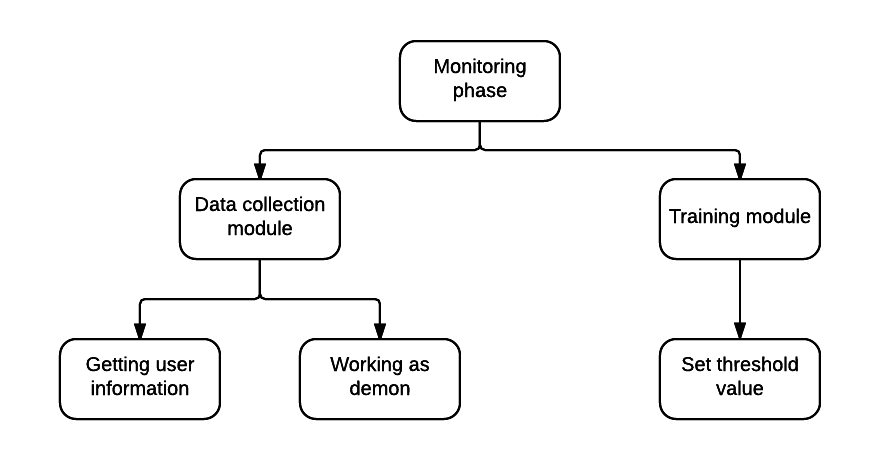 Monitoring
phase
Data collection
module
Training module
Getting user
information
Working as
demon
Set threshold
value